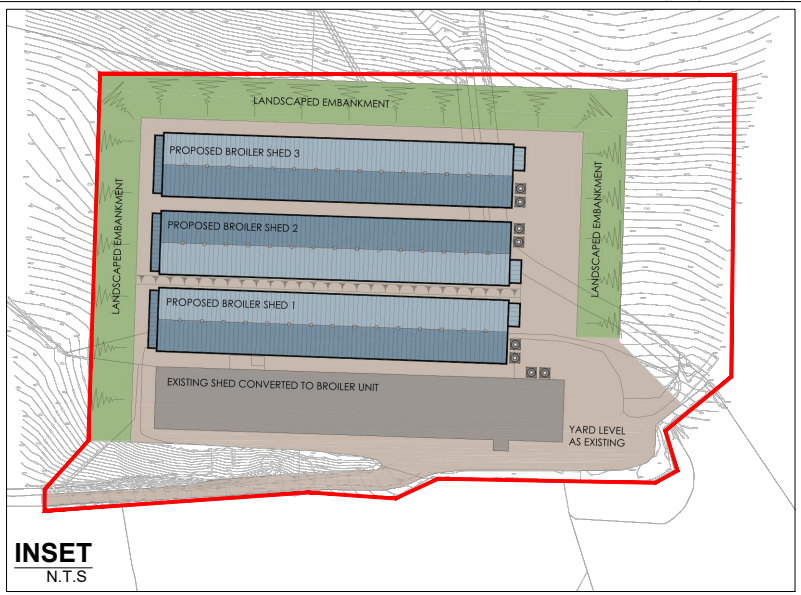 LANDSCAPED EMBANKMENT
PROPOSED BROILER SHED 3
LANDSCAPED EMBANKMENT
LANDSCAPED EMBANKMENT
PROPOSED BROILER SHED 2
PROPOSED BROILER SHED 1
EXISTING SHED CONVERTED TO BROILER UNIT
YARD LEVEL
AS EXISTING
INSET
N.T.S